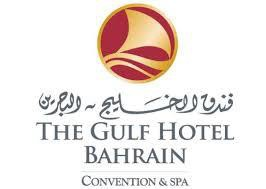 فندق الخليج ـ البحرين
THE GULF HOTEL
BAHRAIN
CONVENTION & SPA